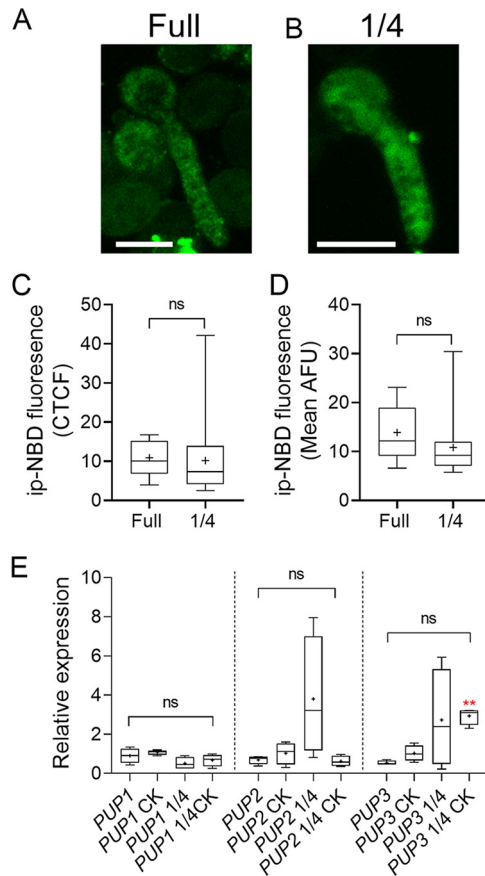 A Full B 1/4
C
ip-NBD fluoresence
(CTCF)
50
40
30
20
10
0
ns
Full 1/4
D
ip-NBD fluoresence
(Mean AFU)
40
30
20
10
0
ns
Full 1/4
E
Relative expression
10
8
6
4
2
0
ns
ns
ns
**
PUP1
PUP1 CK
PUP1 1/4
PUP1 1/4CK
PUP2
PUP2 CK
PUP2 1/4
PUP2 1/4 CK
PUP3
PUP3 CK
PUP3 1/4
PUP3 1/4 CK